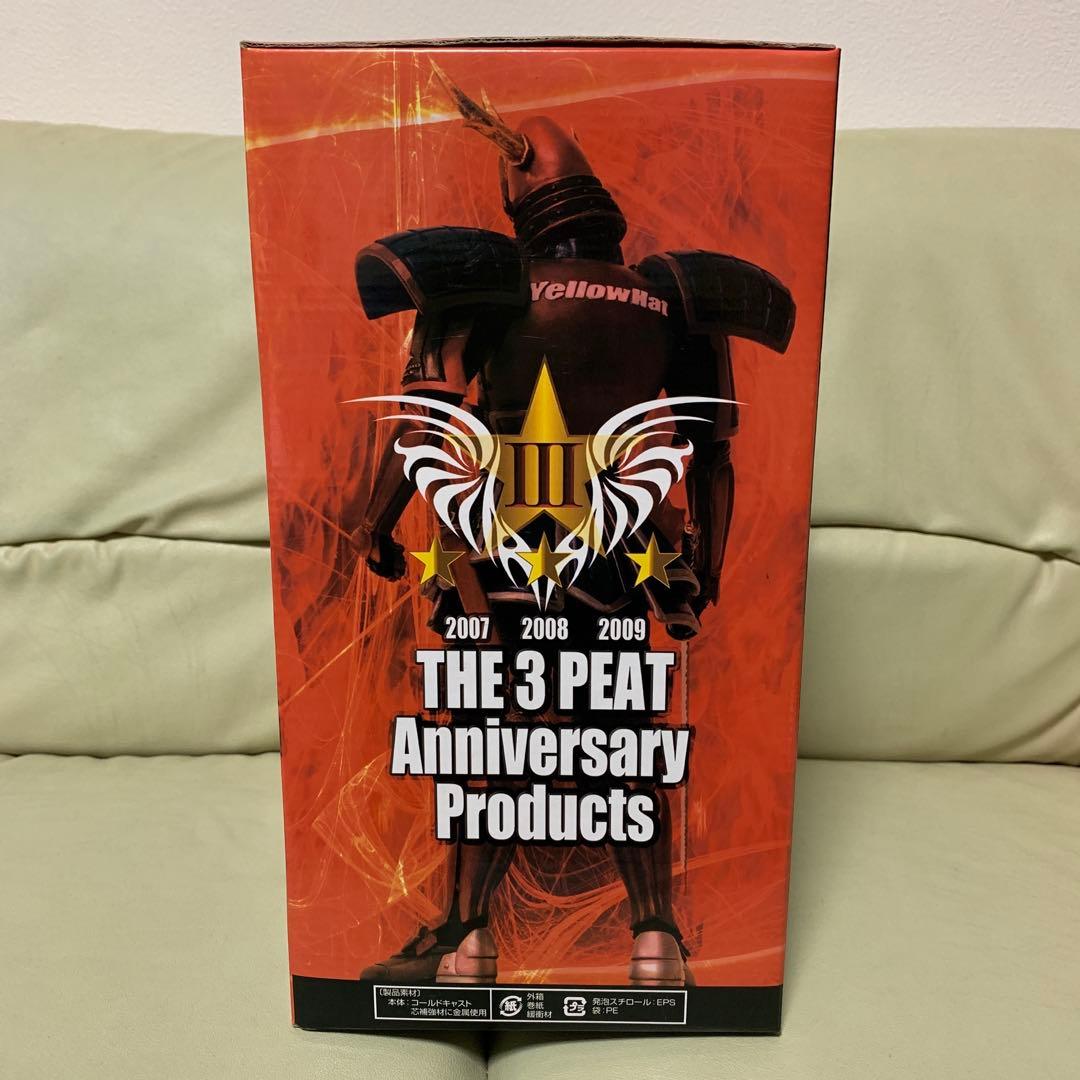 YellowHat
III
2007 2008 2009
THE 3 PEAT
Anniversary
Products
[製品素材]
本体:コールドキャスト
芯補強材に金属使用
紙
外箱
巻紙
緩衝材
プラ
発泡スチロール:EPS
袋:PE